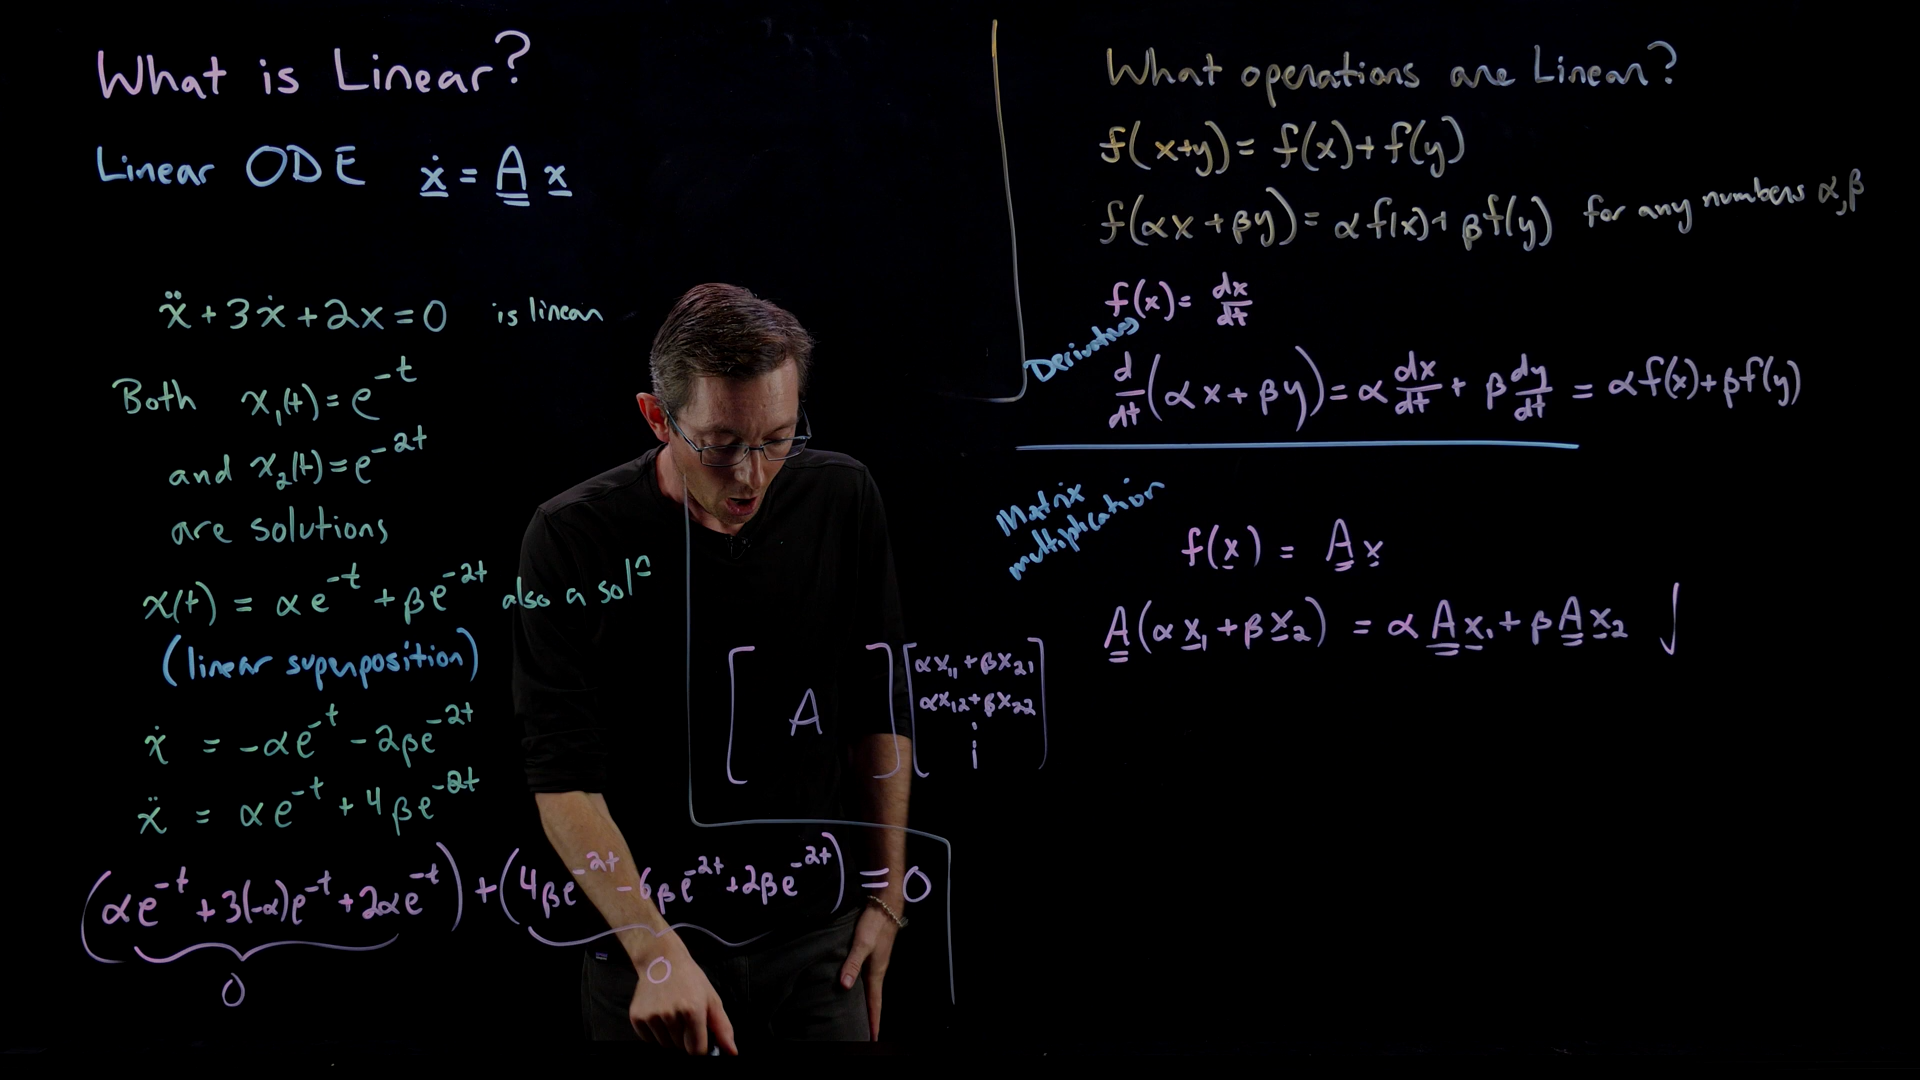 What is Linear?
Linear ODE ẋ = A x
ẍ + 3ẋ + 2x = 0 is linear
Both x₁(t) = e^-t
and x₂(t) = e^-2t
are solutions
x(t) = αe^-t + βe^-2t also a solⁿ
(linear superposition)
ẋ = -αe^-t - 2βe^-2t
ẍ = αe^-t + 4βe^-2t
(αe^-t + 3(-α)e^-t + 2αe^-t) + (4βe^-2t - 6βe^-2t + 2βe^-2t) = 0
0 0
[ A ] [ αx₁₁ + βx₂₁
αx₁₂ + βx₂₂
⋮ ]
What operations are Linear?
f(x+y) = f(x) + f(y)
f(αx + βy) = αf(x) + βf(y) for any numbers α, β
f(x) = dx/dt
Derivatives
d/dt (αx + βy) = α dx/dt + β dy/dt = αf(x) + βf(y)
Matrix
multiplication
f(x) = A x
A(αx₁ + βx₂) = αAx₁ + βAx₂ ✓